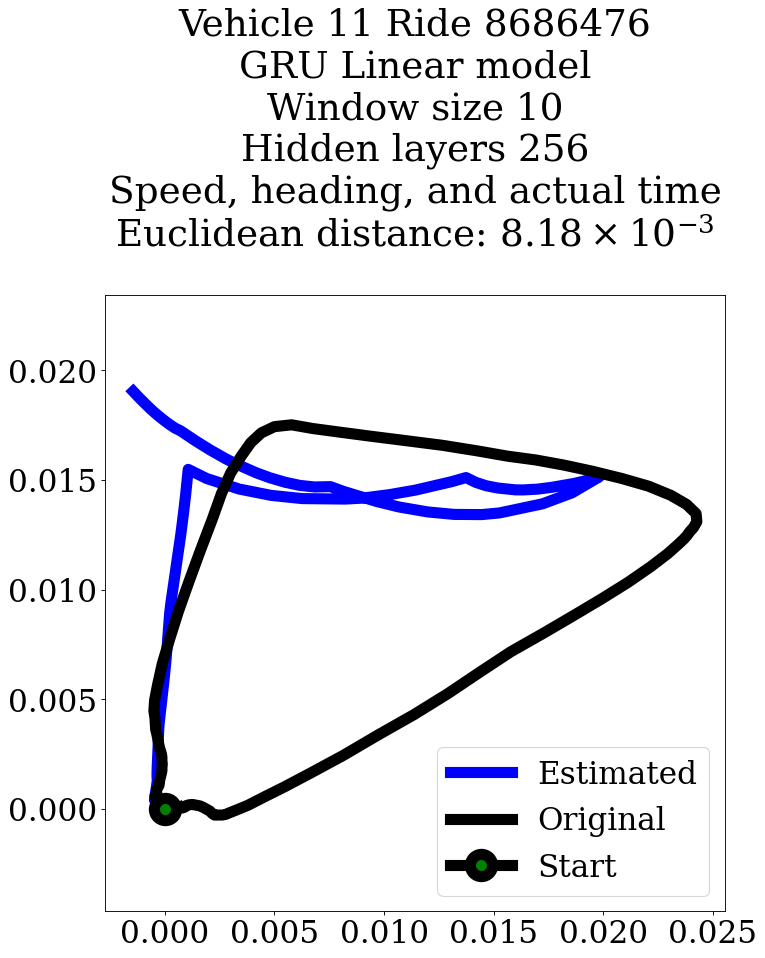 Vehicle 11 Ride 8686476
GRU Linear model
Window size 10
Hidden layers 256
Speed, heading, and actual time
Euclidean distance: 8.18 × 10⁻³
0.020
0.015
0.010
0.005
0.000
Estimated
Original
Start
0.000 0.005 0.010 0.015 0.020 0.025